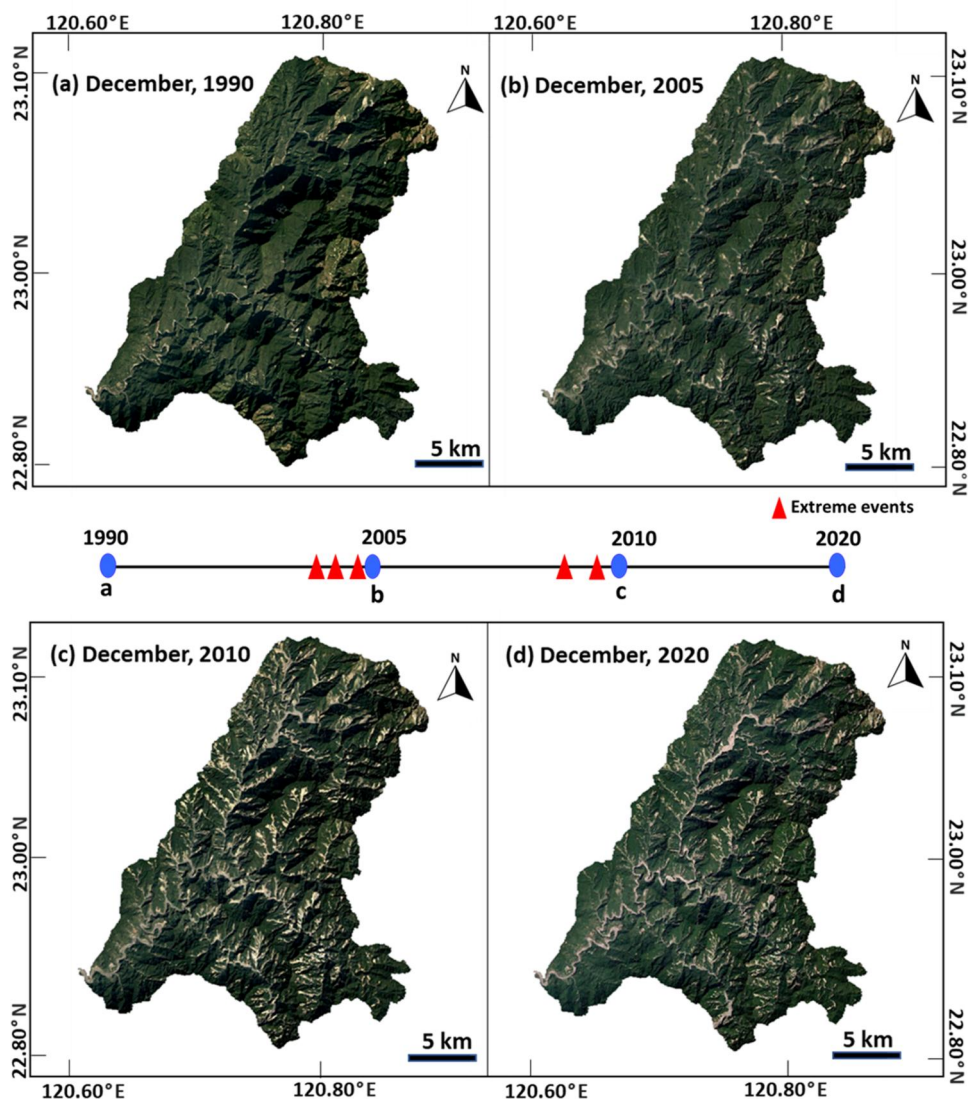 120.60°E 120.80°E 120.60°E 120.80°E
23.10°N
(a) December, 1990
N
(b) December, 2005
N
23.10°N
23.00°N
23.00°N
22.80°N
5 km
5 km
22.80°N
Extreme events
1990 2005 2010 2020
a b c d
(c) December, 2010
N
(d) December, 2020
N
23.10°N
23.10°N
23.00°N
23.00°N
22.80°N
5 km
5 km
22.80°N
120.60°E 120.80°E 120.60°E 120.80°E